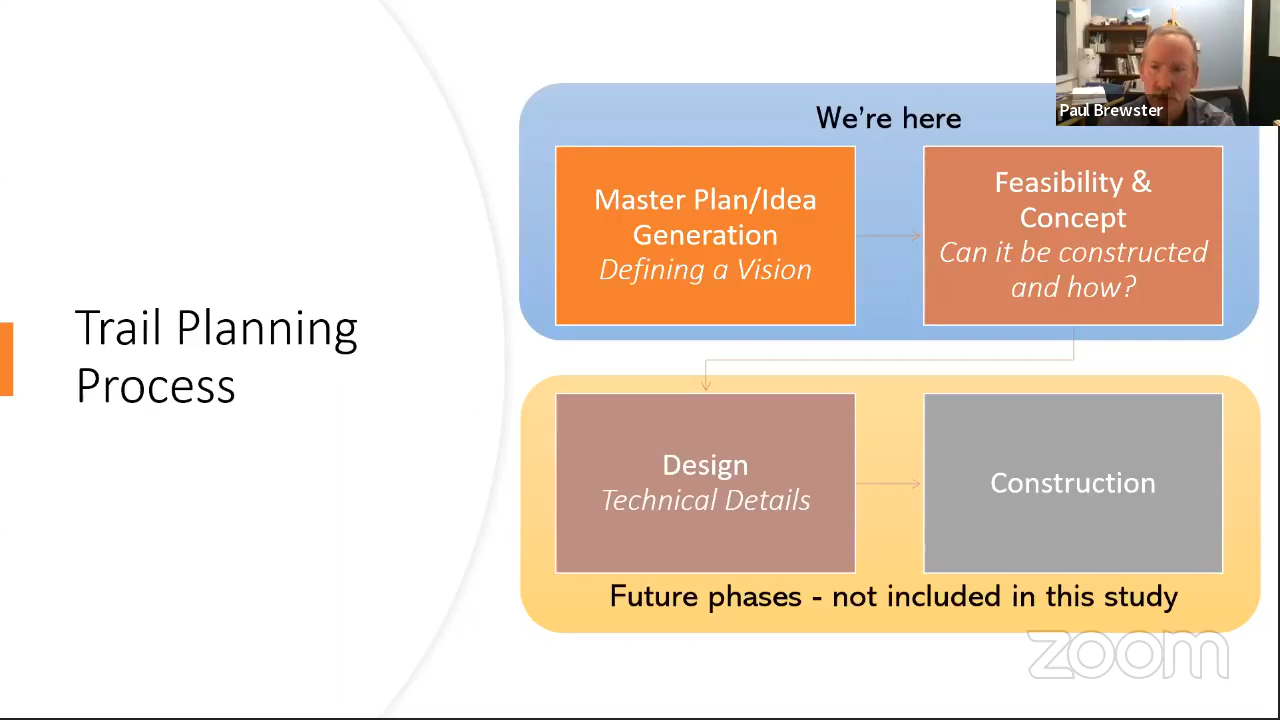 Trail Planning
Process
We're here
Paul Brewster
Master Plan/Idea
Generation
Defining a Vision
Feasibility &
Concept
Can it be constructed
and how?
Design
Technical Details
Construction
Future phases - not included in this study
zoom